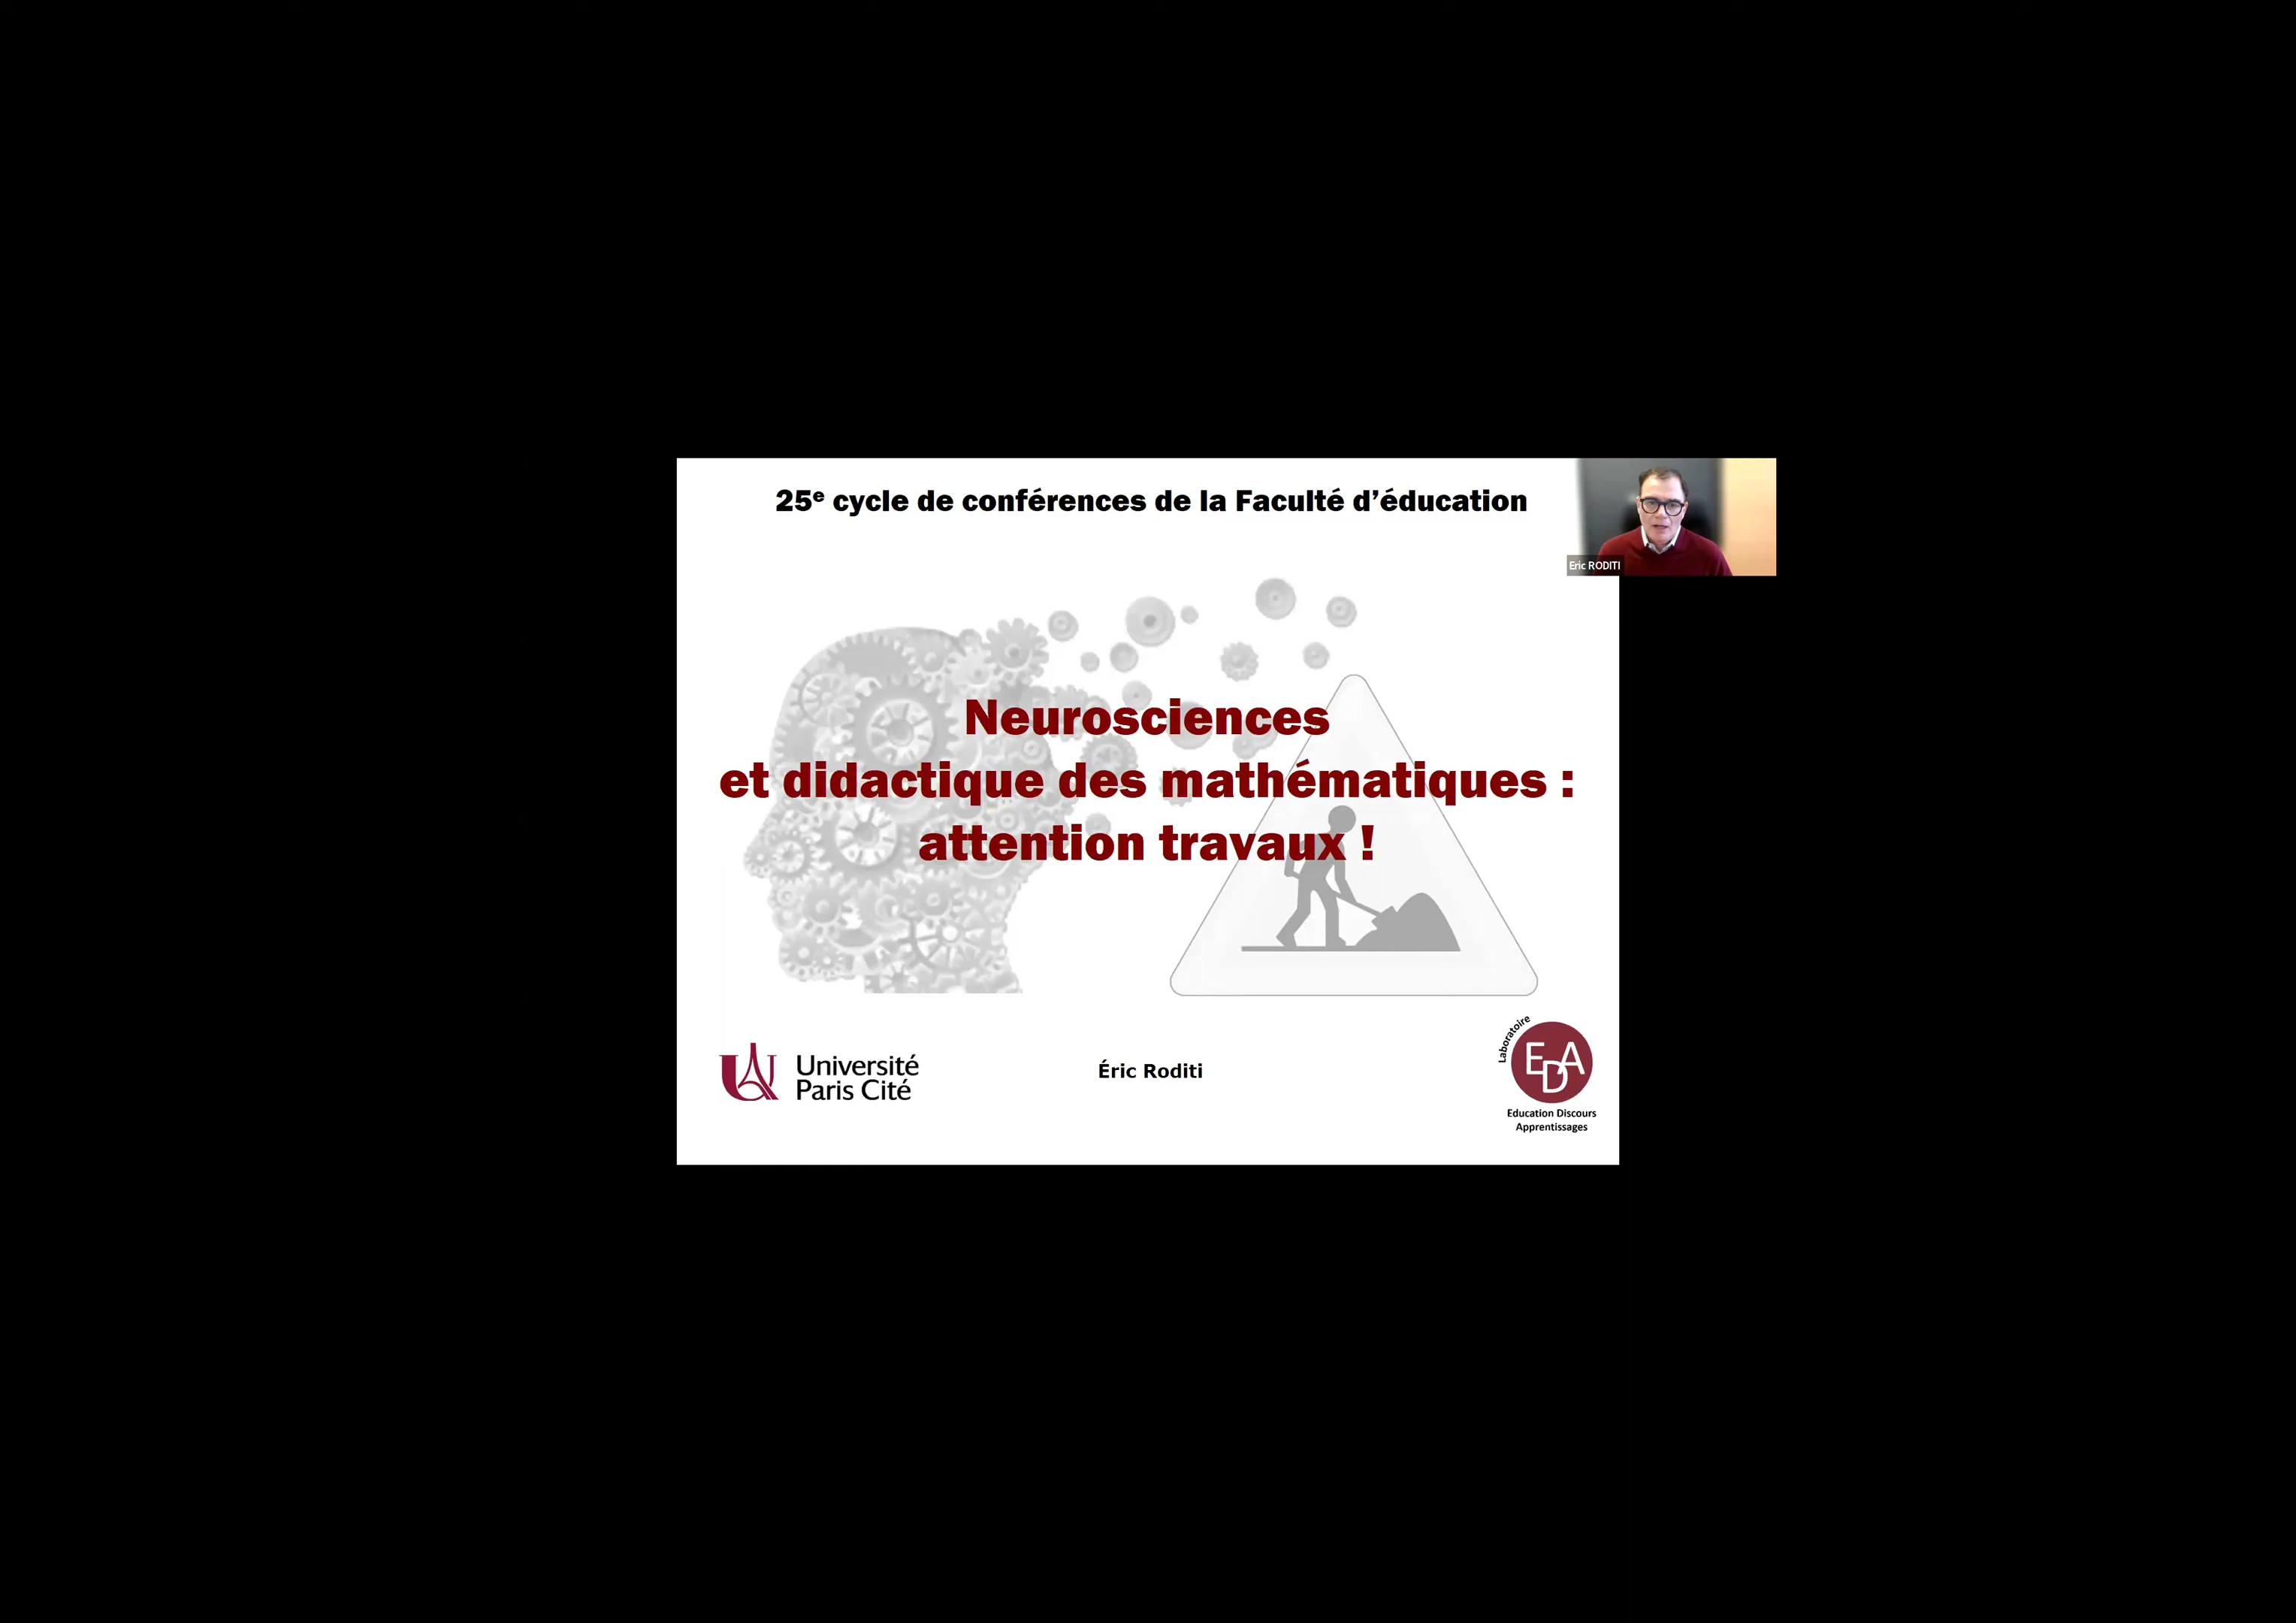 25e cycle de conférences de la Faculté d’éducation
Eric RODITI
Neurosciences
et didactique des mathématiques :
attention travaux !
Université
Paris Cité
Éric Roditi
Laboratoire
EDA
Education Discours
Apprentissages